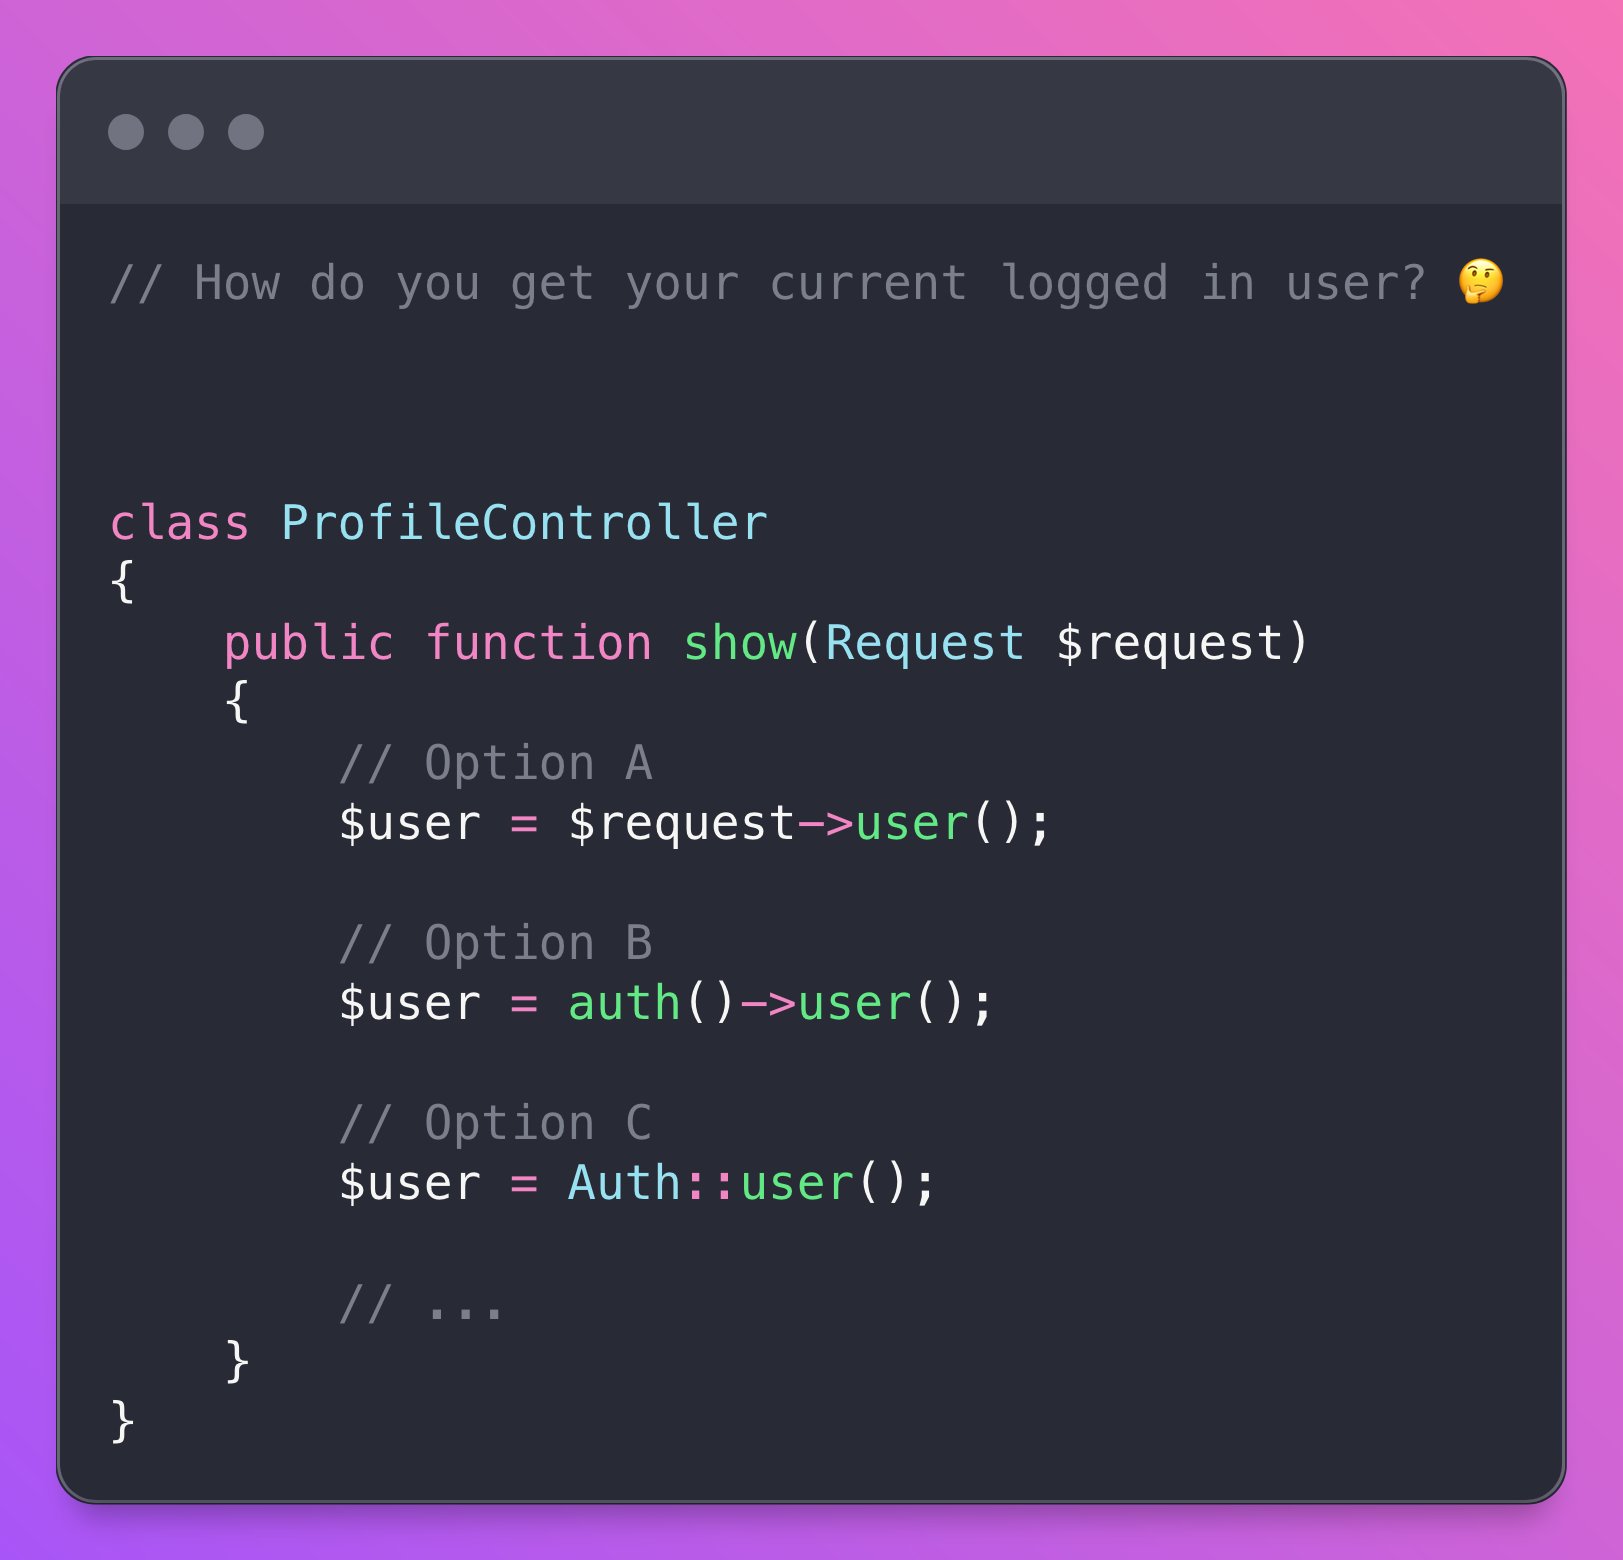 // How do you get your current logged in user? 🤔
class ProfileController
{
    public function show(Request $request)
    {
        // Option A
        $user = $request->user();
        // Option B
        $user = auth()->user();
        // Option C
        $user = Auth::user();
        // ...
    }
}